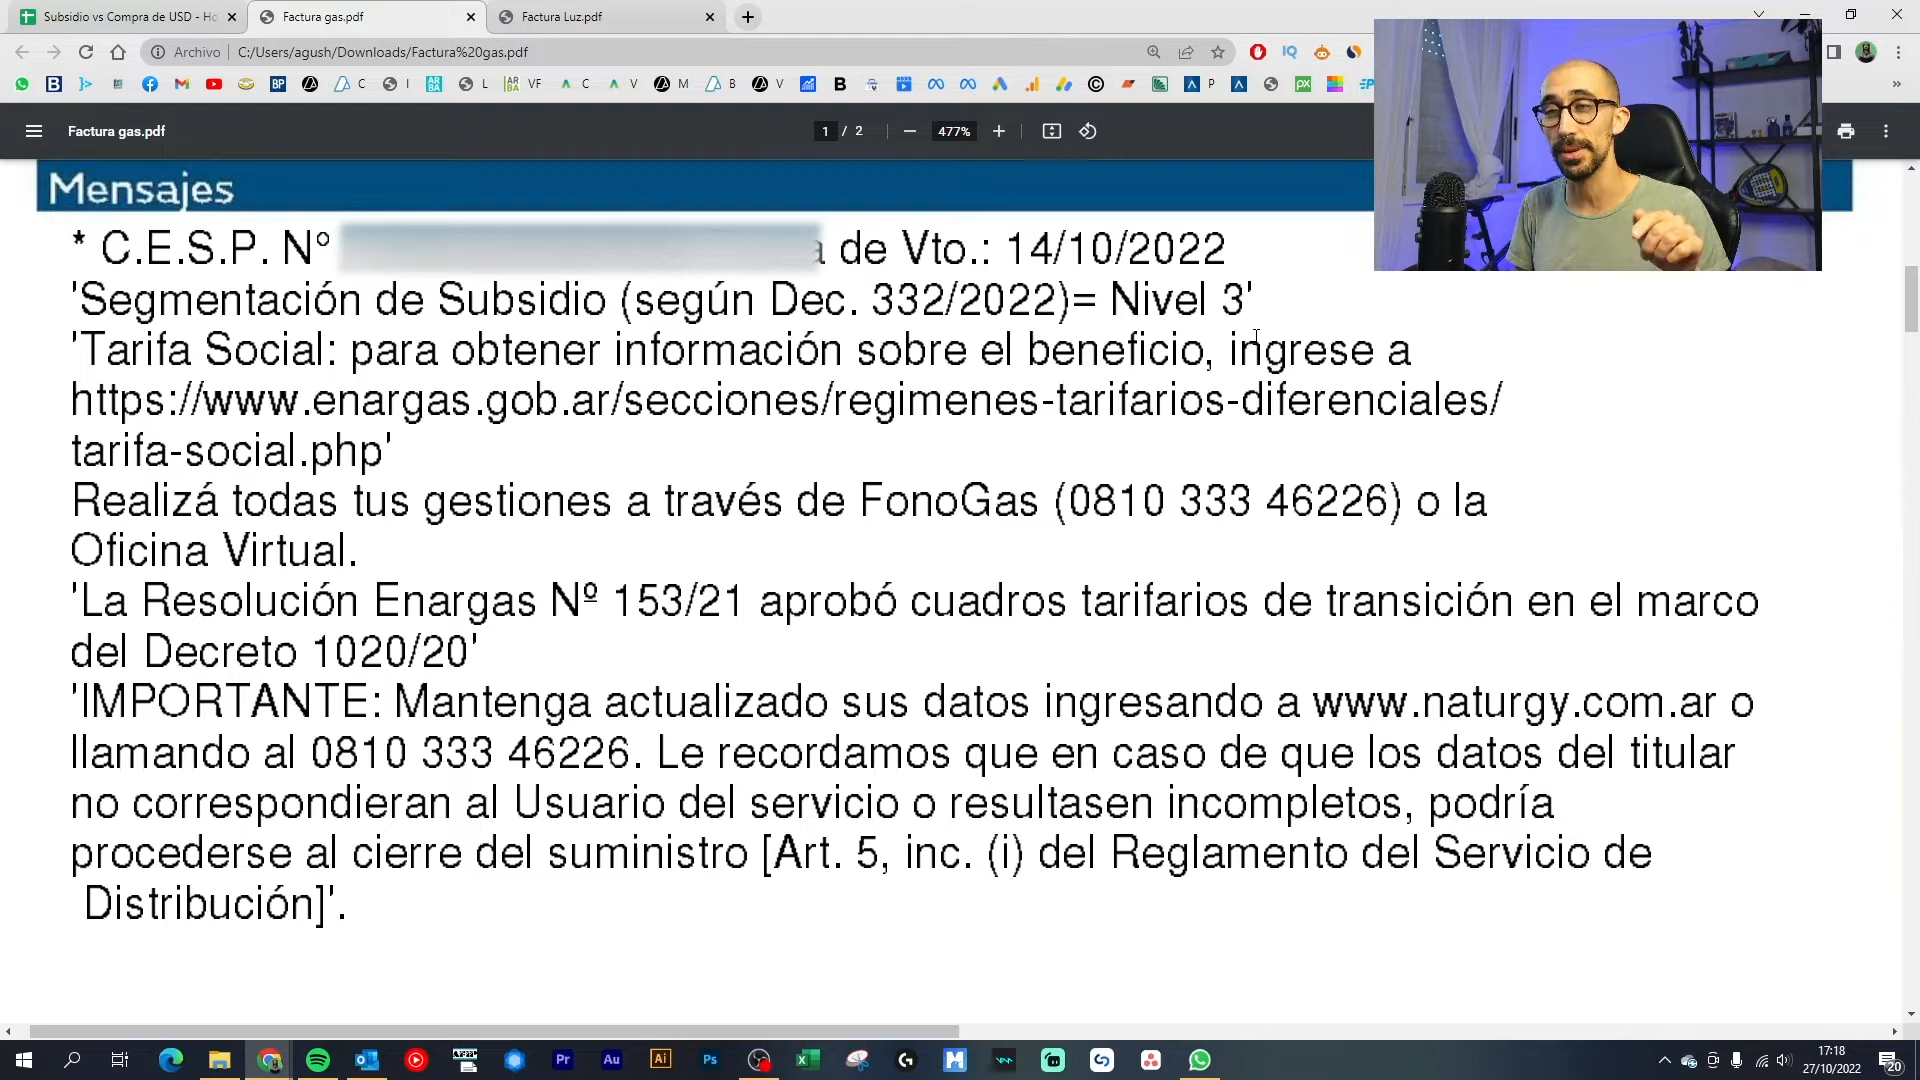 Subsidio vs Compra de USD - Ho
Factura gas.pdf
Factura Luz.pdf
Archivo
C:/Users/agush/Downloads/Factura%20gas.pdf
C
I
L
VF
C
V
M
B
V
P
Factura gas.pdf
1 / 2
477%
Mensajes
* C.E.S.P. Nº de Vto.: 14/10/2022
'Segmentación de Subsidio (según Dec. 332/2022)= Nivel 3'
'Tarifa Social: para obtener información sobre el beneficio, ingrese a
https://www.enargas.gob.ar/secciones/regimenes-tarifarios-diferenciales/
tarifa-social.php'
Realizá todas tus gestiones a través de FonoGas (0810 333 46226) o la
Oficina Virtual.
'La Resolución Enargas Nº 153/21 aprobó cuadros tarifarios de transición en el marco
del Decreto 1020/20'
'IMPORTANTE: Mantenga actualizado sus datos ingresando a www.naturgy.com.ar o
llamando al 0810 333 46226. Le recordamos que en caso de que los datos del titular
no correspondieran al Usuario del servicio o resultasen incompletos, podría
procederse al cierre del suministro [Art. 5, inc. (i) del Reglamento del Servicio de
Distribución]'.
17:18
27/10/2022
20